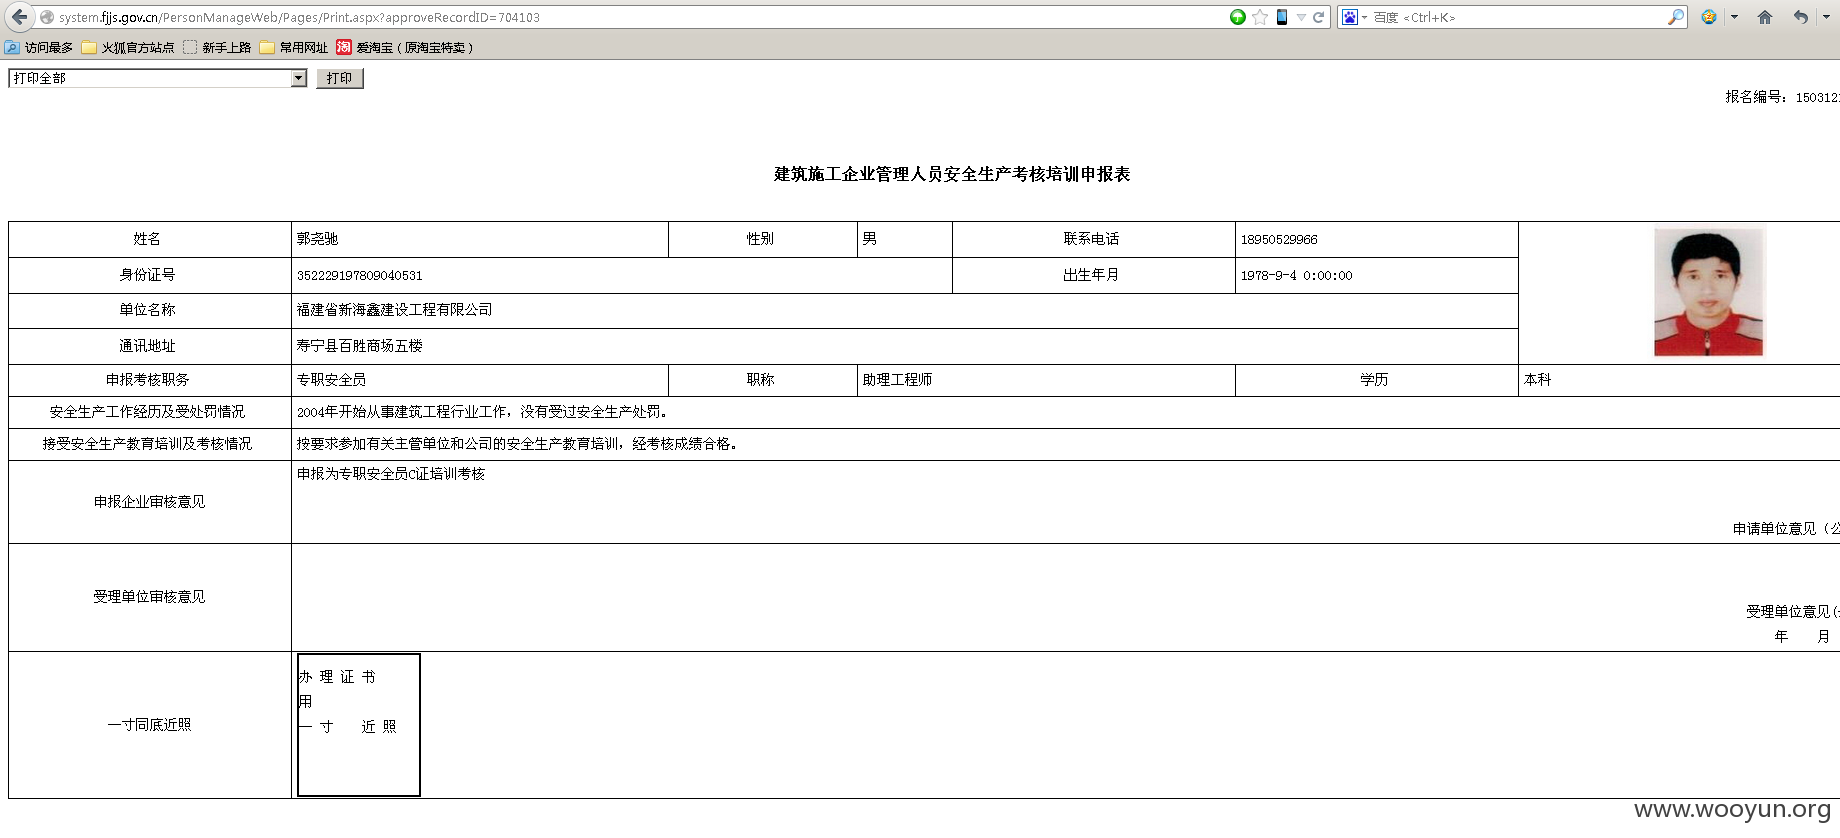 system.fjjs.gov.cn/PersonManageWeb/Pages/Print.aspx?approveRecordID=704103
百度 <Ctrl+K>
访问最多 火狐官方站点 新手上路 常用网址 淘 爱淘宝（原淘宝特卖）
打印全部 打印
报名编号：150312
建筑施工企业管理人员安全生产考核培训申报表
姓名 郭尧驰 性别 男 联系电话 18950529966
身份证号 352229197809040531 出生年月 1978-9-4 0:00:00
单位名称 福建省新海鑫建设工程有限公司
通讯地址 寿宁县百胜商场五楼
申报考核职务 专职安全员 职称 助理工程师 学历 本科
安全生产工作经历及受处罚情况 2004年开始从事建筑工程行业工作，没有受过安全生产处罚。
接受安全生产教育培训及考核情况 按要求参加有关主管单位和公司的安全生产教育培训，经考核成绩合格。
申报企业审核意见 申报为专职安全员C证培训考核
申请单位意见（公
受理单位审核意见
受理单位意见(
年 月
一寸同底近照
办 理 证 书
用
一 寸 近 照
www.wooyun.org